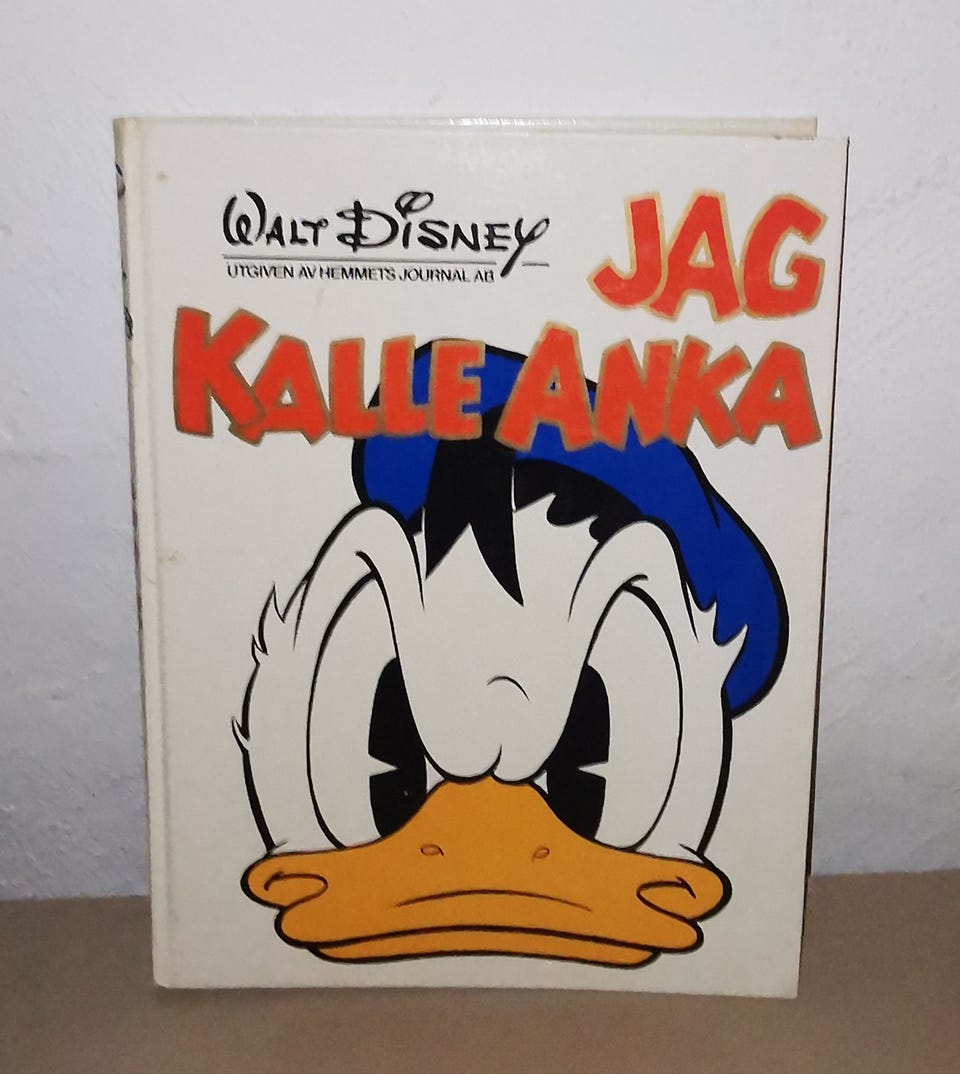 WALT DISNEY
UTGIVEN AV HEMMETS JOURNAL AB
JAG
KALLE ANKA